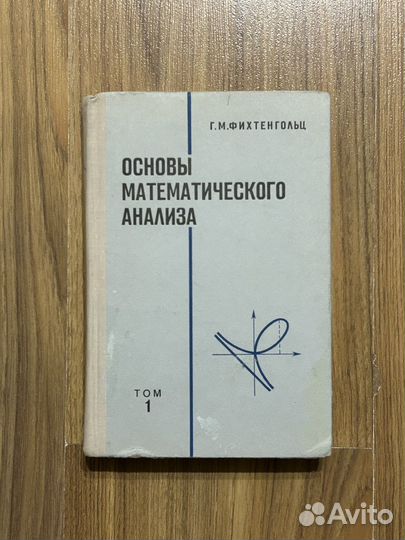 Г.М.ФИХТЕНГОЛЬЦ
ОСНОВЫ
МАТЕМАТИЧЕСКОГО
АНАЛИЗА
ТОМ
1
Avito